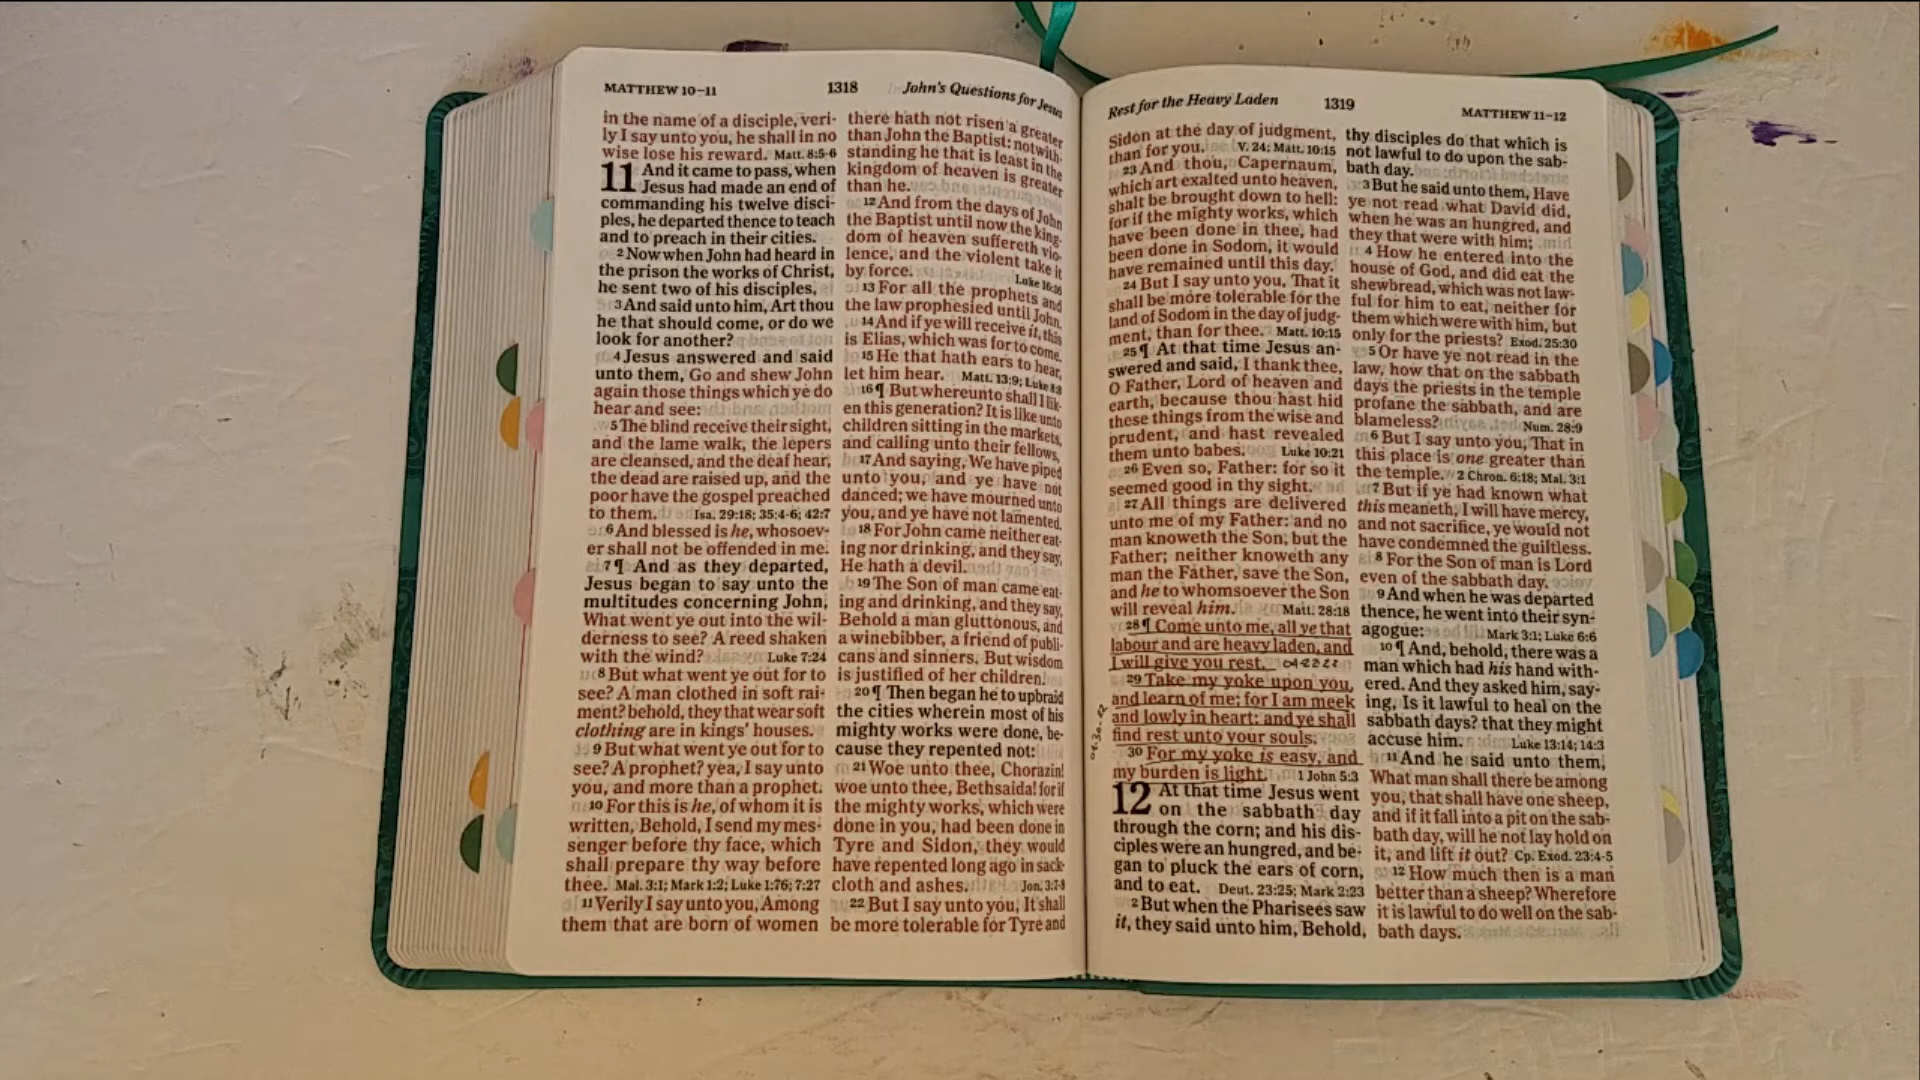 MATTHEW 10-11
1318
John's Questions for Jesus
in the name of a disciple, veri-
ly I say unto you, he shall in no
wise lose his reward. Matt. 8:5-6
11 And it came to pass, when
Jesus had made an end of
commanding his twelve disci-
ples, he departed thence to teach
and to preach in their cities.
2 Now when John had heard in
the prison the works of Christ,
he sent two of his disciples,
3 And said unto him, Art thou
he that should come, or do we
look for another?
4 Jesus answered and said
unto them, Go and shew John
again those things which ye do
hear and see:
5 The blind receive their sight,
and the lame walk, the lepers
are cleansed, and the deaf hear,
the dead are raised up, and the
poor have the gospel preached
to them. Isa. 29:18; 35:4-6; 42:7
6 And blessed is he, whosoev-
er shall not be offended in me.
7 ¶ And as they departed,
Jesus began to say unto the
multitudes concerning John,
What went ye out into the wil-
derness to see? A reed shaken
with the wind? Luke 7:24
8 But what went ye out for to
see? A man clothed in soft rai-
ment? behold, they that wear soft
clothing are in kings' houses.
9 But what went ye out for to
see? A prophet? yea, I say unto
you, and more than a prophet.
10 For this is he, of whom it is
written, Behold, I send my mes-
senger before thy face, which
shall prepare thy way before
thee. Mal. 3:1; Mark 1:2; Luke 1:76; 7:27
11 Verily I say unto you, Among
them that are born of women
there hath not risen a greater
than John the Baptist: notwith-
standing he that is least in the
kingdom of heaven is greater
than he.
12 And from the days of John
the Baptist until now the king-
dom of heaven suffereth vio-
lence, and the violent take it
by force. Luke 16:16
13 For all the prophets and
the law prophesied until John.
14 And if ye will receive it, this
is Elias, which was for to come.
15 He that hath ears to hear,
let him hear. Matt. 13:9; Luke 8:8
16 ¶ But whereunto shall I lik-
en this generation? It is like unto
children sitting in the markets,
and calling unto their fellows,
17 And saying, We have piped
unto you, and ye have not
danced; we have mourned unto
you, and ye have not lamented.
18 For John came neither eat-
ing nor drinking, and they say,
He hath a devil.
19 The Son of man came eat-
ing and drinking, and they say,
Behold a man gluttonous, and
a winebibber, a friend of publi-
cans and sinners. But wisdom
is justified of her children.
20 ¶ Then began he to upbraid
the cities wherein most of his
mighty works were done, be-
cause they repented not:
21 Woe unto thee, Chorazin!
woe unto thee, Bethsaida! for if
the mighty works, which were
done in you, had been done in
Tyre and Sidon, they would
have repented long ago in sack-
cloth and ashes. Jon. 3:7-8
22 But I say unto you, It shall
be more tolerable for Tyre and
Rest for the Heavy Laden
1319
MATTHEW 11-12
Sidon at the day of judgment,
than for you. V. 24; Matt. 10:15
23 And thou, Capernaum,
which art exalted unto heaven,
shalt be brought down to hell:
for if the mighty works, which
have been done in thee, had
been done in Sodom, it would
have remained until this day.
24 But I say unto you, That it
shall be more tolerable for the
land of Sodom in the day of judg-
ment, than for thee. Matt. 10:15
25 ¶ At that time Jesus an-
swered and said, I thank thee,
O Father, Lord of heaven and
earth, because thou hast hid
these things from the wise and
prudent, and hast revealed
them unto babes. Luke 10:21
26 Even so, Father: for so it
seemed good in thy sight.
27 All things are delivered
unto me of my Father: and no
man knoweth the Son, but the
Father; neither knoweth any
man the Father, save the Son,
and he to whomsoever the Son
will reveal him. Matt. 28:18
28 ¶ Come unto me, all ye that
labour and are heavy laden, and
I will give you rest. 04 22 22
29 Take my yoke upon you,
and learn of me; for I am meek
and lowly in heart: and ye shall
find rest unto your souls.
30 For my yoke is easy, and
my burden is light. 1 John 5:3
12 At that time Jesus went
on the sabbath day
through the corn; and his dis-
ciples were an hungred, and be-
gan to pluck the ears of corn,
and to eat. Deut. 23:25; Mark 2:23
2 But when the Pharisees saw
it, they said unto him, Behold,
thy disciples do that which is
not lawful to do upon the sab-
bath day.
3 But he said unto them, Have
ye not read what David did,
when he was an hungred, and
they that were with him;
4 How he entered into the
house of God, and did eat the
shewbread, which was not law-
ful for him to eat, neither for
them which were with him, but
only for the priests? Exod. 25:30
5 Or have ye not read in the
law, how that on the sabbath
days the priests in the temple
profane the sabbath, and are
blameless? Num. 28:9
6 But I say unto you, That in
this place is one greater than
the temple. 2 Chron. 6:18; Mal. 3:1
7 But if ye had known what
this meaneth, I will have mercy,
and not sacrifice, ye would not
have condemned the guiltless.
8 For the Son of man is Lord
even of the sabbath day.
9 And when he was departed
thence, he went into their syn-
agogue: Mark 3:1; Luke 6:6
10 ¶ And, behold, there was a
man which had his hand with-
ered. And they asked him, say-
ing, Is it lawful to heal on the
sabbath days? that they might
accuse him. Luke 13:14; 14:3
11 And he said unto them,
What man shall there be among
you, that shall have one sheep,
and if it fall into a pit on the sab-
bath day, will he not lay hold on
it, and lift it out? Cp. Exod. 23:4-5
12 How much then is a man
better than a sheep? Wherefore
it is lawful to do well on the sab-
bath days.